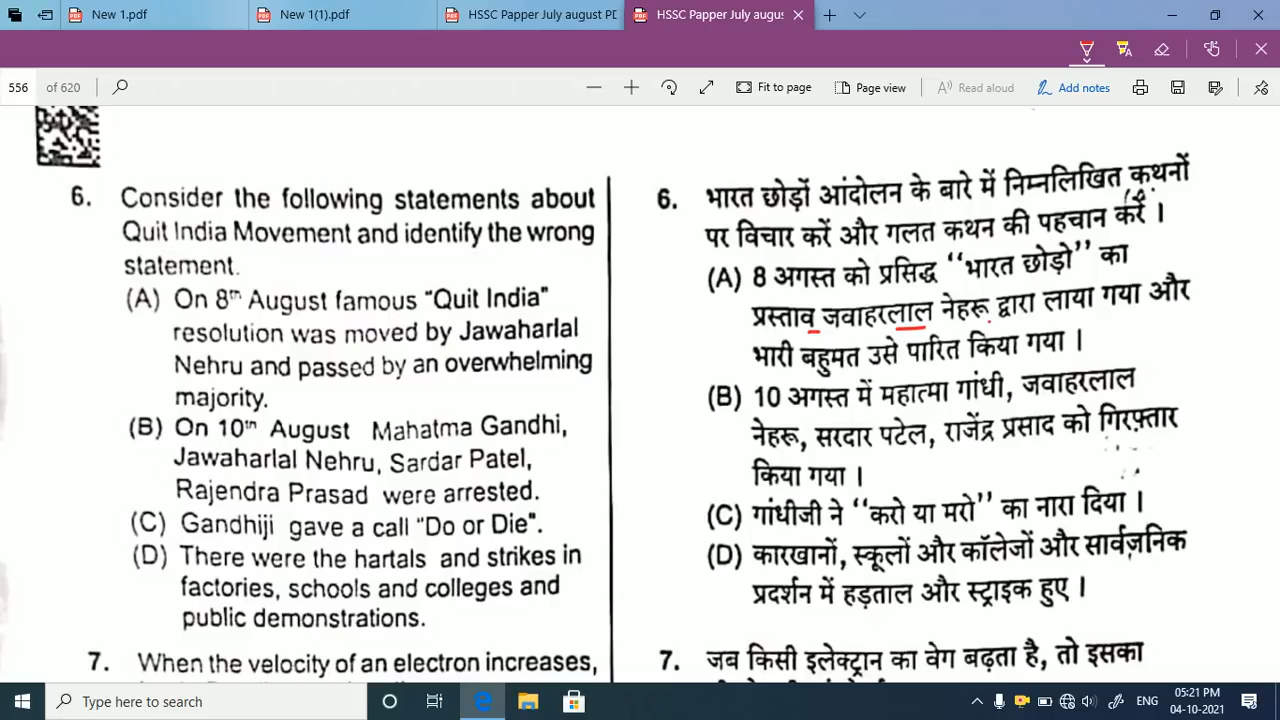 New 1.pdf
New 1(1).pdf
HSSC Papper July august PD
HSSC Papper July augus
556 of 620
Fit to page
Page view
Read aloud
Add notes
6. Consider the following statements about
Quit India Movement and identify the wrong
statement.
(A) On 8th August famous "Quit India"
resolution was moved by Jawaharlal
Nehru and passed by an overwhelming
majority.
(B) On 10th August Mahatma Gandhi,
Jawaharlal Nehru, Sardar Patel,
Rajendra Prasad were arrested.
(C) Gandhiji gave a call "Do or Die".
(D) There were the hartals and strikes in
factories, schools and colleges and
public demonstrations.
7. When the velocity of an electron increases,
6. भारत छोड़ों आंदोलन के बारे में निम्नलिखित कथनों
पर विचार करें और गलत कथन की पहचान करें ।
(A) 8 अगस्त को प्रसिद्ध ‘‘भारत छोड़ो’’ का
प्रस्ताव जवाहरलाल नेहरू द्वारा लाया गया और
भारी बहुमत उसे पारित किया गया ।
(B) 10 अगस्त में महात्मा गांधी, जवाहरलाल
नेहरू, सरदार पटेल, राजेंद्र प्रसाद को गिरफ़्तार
किया गया ।
(C) गांधीजी ने ‘‘करो या मरो’’ का नारा दिया ।
(D) कारखानों, स्कूलों और कॉलेजों और सार्वज़निक
प्रदर्शन में हड़ताल और स्ट्राइक हुए ।
7. जब किसी इलेक्ट्रान का वेग बढ़ता है, तो इसका
Type here to search
ENG
05:21 PM
04-10-2021